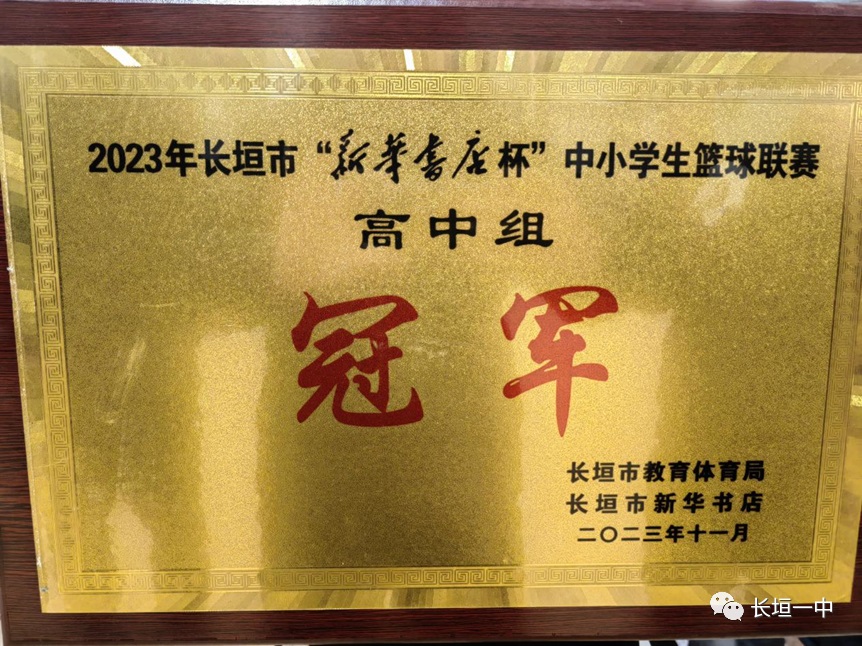 2023年长垣市“新華書店杯”中小学生篮球联赛
高中组
冠军
长垣市教育体育局
长垣市新华书店
二〇二三年十一月
长垣一中